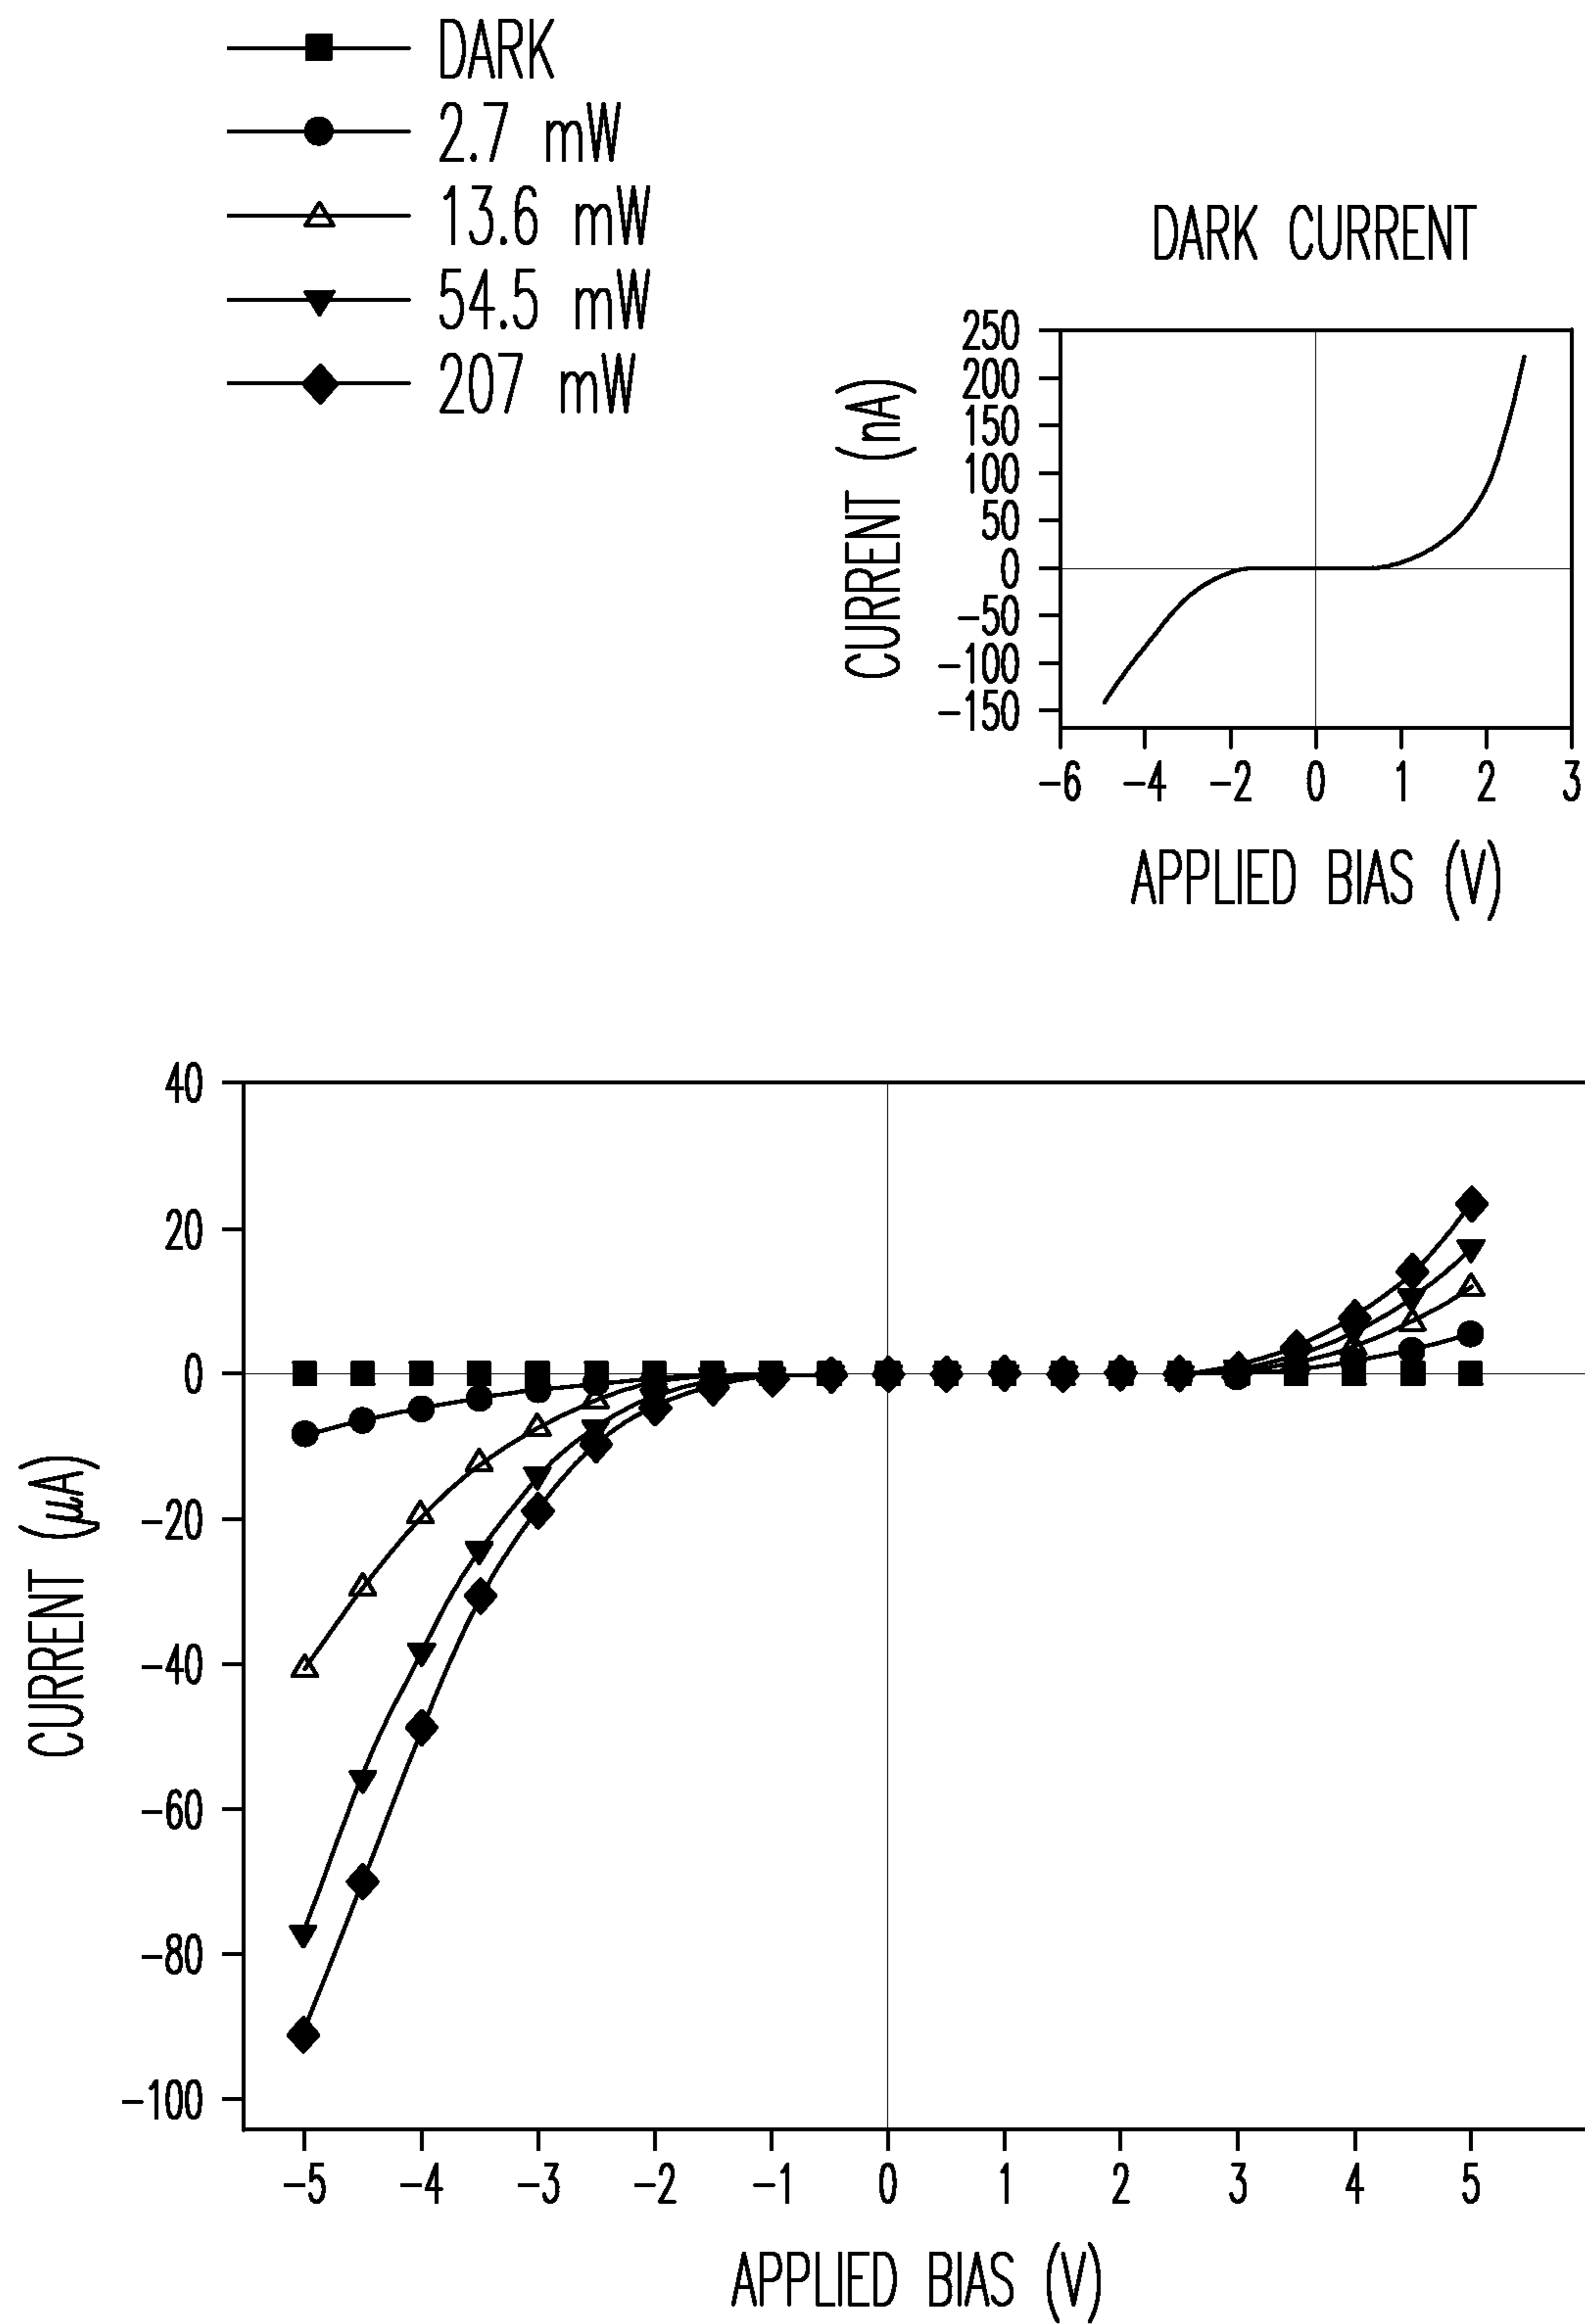 DARK
2.7 mW
13.6 mW
54.5 mW
207 mW
DARK CURRENT
CURRENT (nA)
250
200
150
100
50
0
-50
-100
-150
-6 -4 -2 0 1 2 3
APPLIED BIAS (V)
CURRENT (μA)
40
20
0
-20
-40
-60
-80
-100
-5 -4 -3 -2 -1 0 1 2 3 4 5
APPLIED BIAS (V)